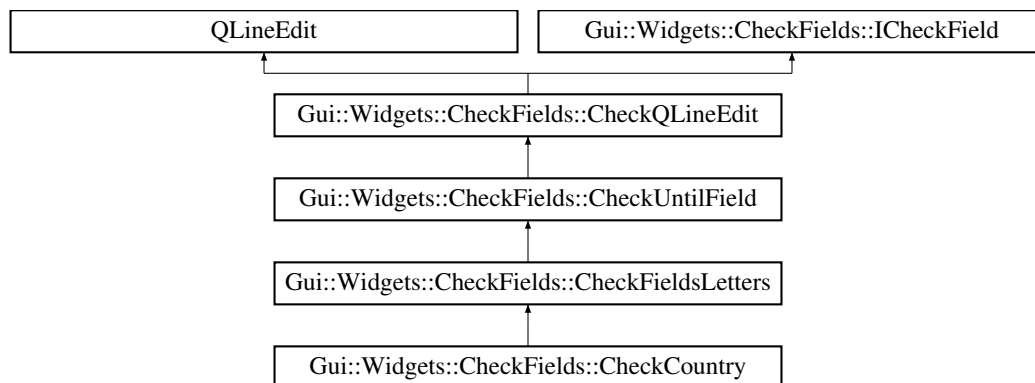 QLineEdit
Gui::Widgets::CheckFields::ICheckField
Gui::Widgets::CheckFields::CheckQLineEdit
Gui::Widgets::CheckFields::CheckUntilField
Gui::Widgets::CheckFields::CheckFieldsLetters
Gui::Widgets::CheckFields::CheckCountry